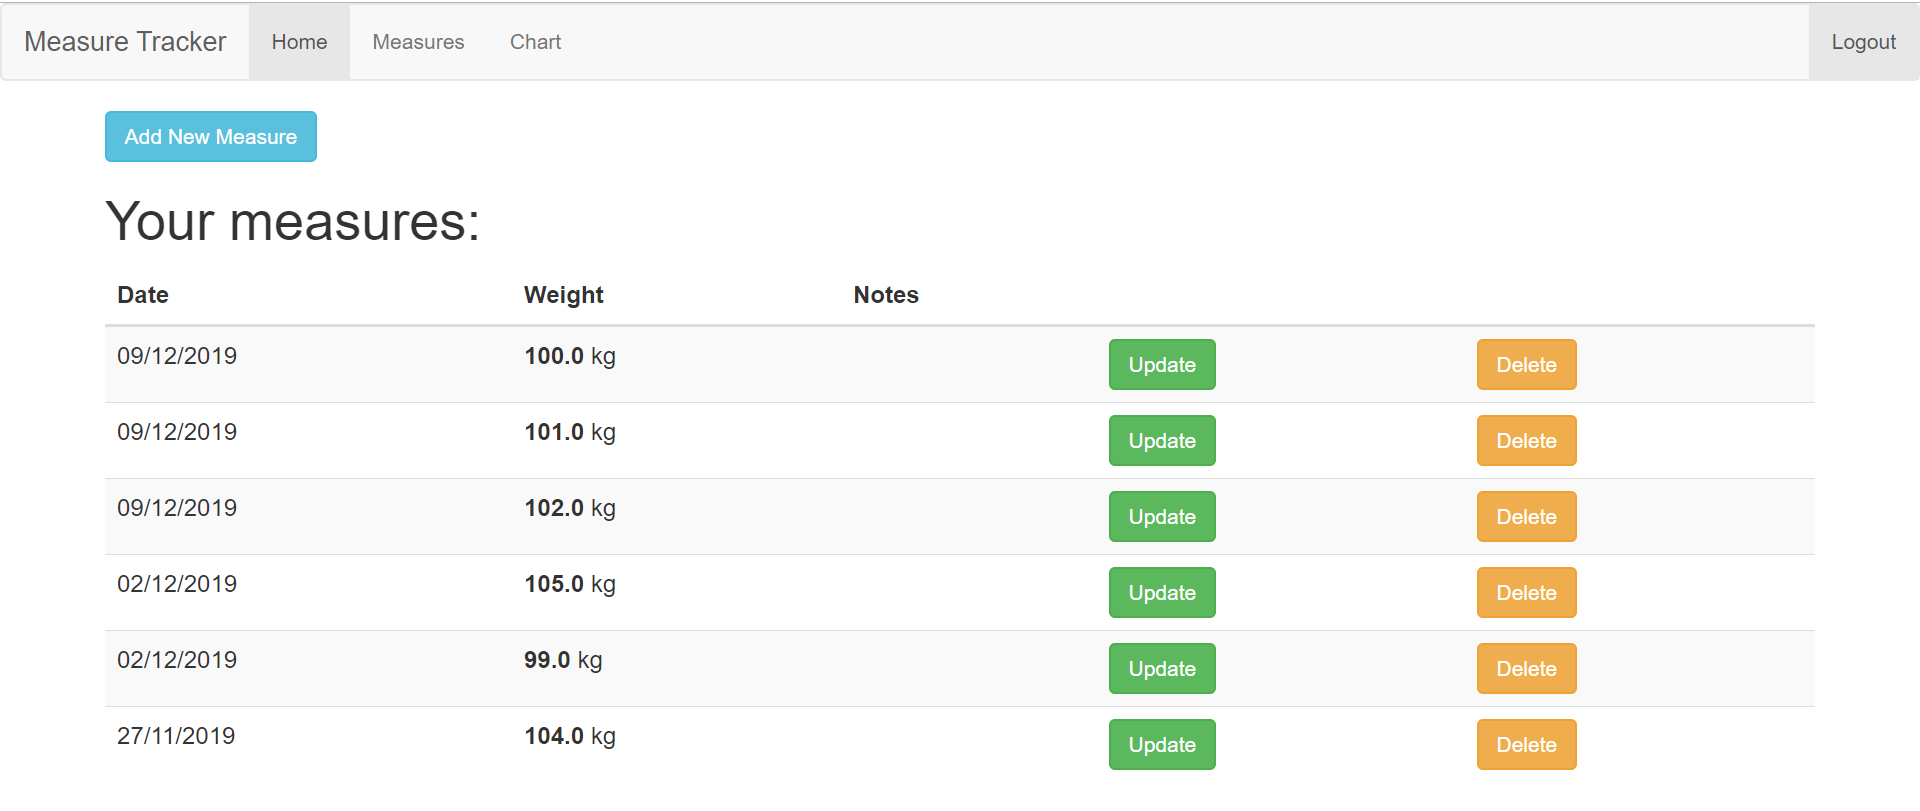 Measure Tracker Home Measures Chart Logout
Add New Measure
Your measures:
Date Weight Notes
09/12/2019 100.0 kg Update Delete
09/12/2019 101.0 kg Update Delete
09/12/2019 102.0 kg Update Delete
02/12/2019 105.0 kg Update Delete
02/12/2019 99.0 kg Update Delete
27/11/2019 104.0 kg Update Delete